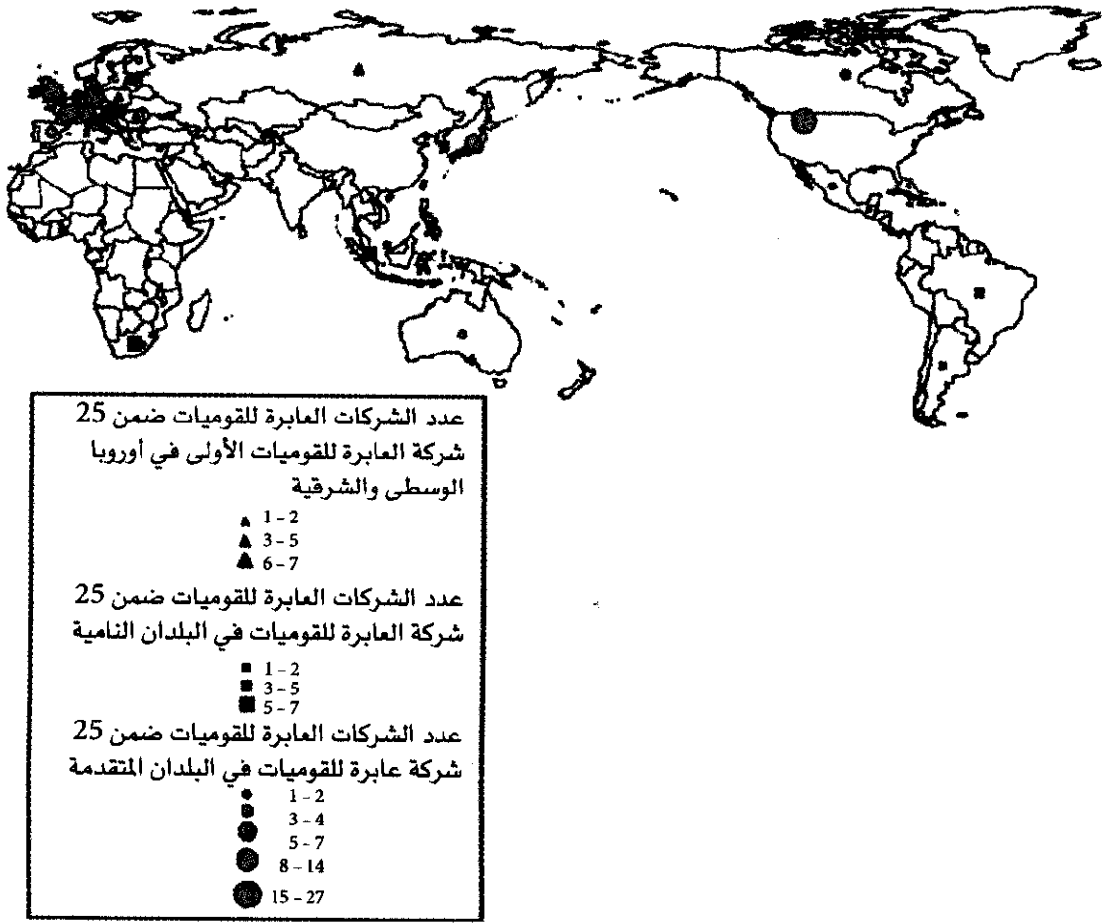 عدد الشركات العابرة للقوميات ضمن 25
شركة العابرة للقوميات الأولى في أوروبا
الوسطى والشرقية
1 – 2
3 – 5
6 – 7
عدد الشركات العابرة للقوميات ضمن 25
شركة العابرة للقوميات في البلدان النامية
1 – 2
3 – 5
5 – 7
عدد الشركات العابرة للقوميات ضمن 25
شركة عابرة للقوميات في البلدان المتقدمة
1 – 2
3 – 4
5 – 7
8 – 14
15 – 27